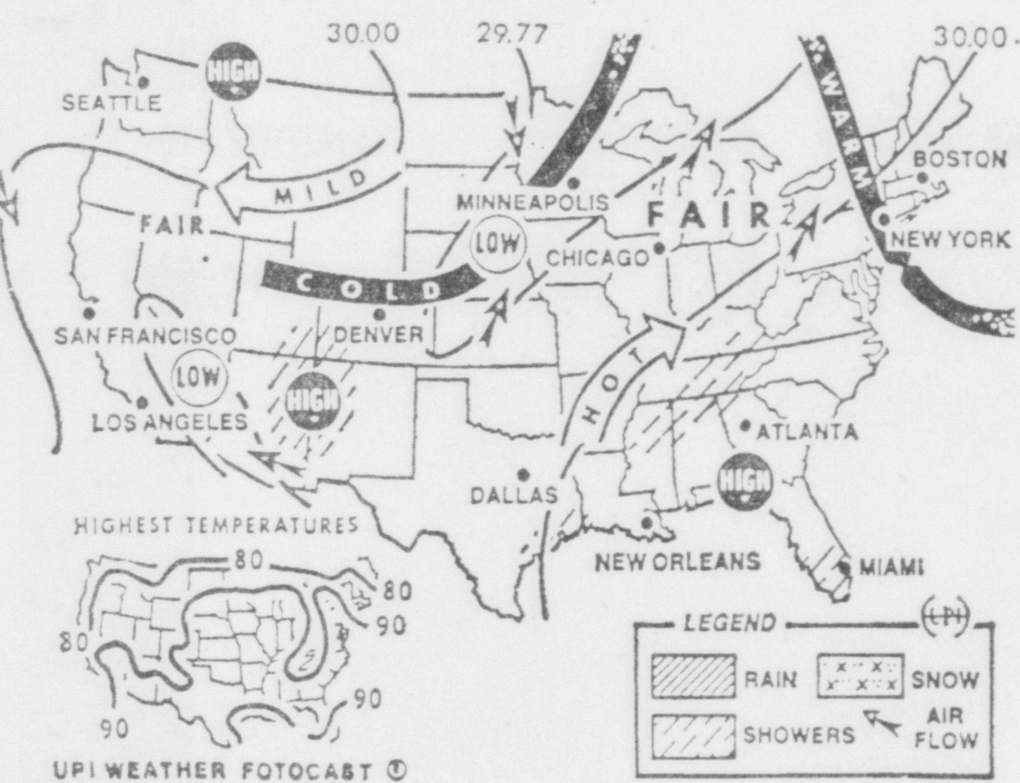 30.00
29.77
30.00
HIGH
SEATTLE
WARM
BOSTON
MILD
MINNEAPOLIS
FAIR
FAIR
LOW
CHICAGO
NEW YORK
COLD
SAN FRANCISCO
DENVER
LOW
HIGH
HOT
LOS ANGELES
ATLANTA
HIGH
DALLAS
HIGHEST TEMPERATURES
NEW ORLEANS
MIAMI
80
80
90
80
90
90
LEGEND
(UPI)
RAIN
SNOW
SHOWERS
AIR
FLOW
UPI WEATHER FOTOCAST ®